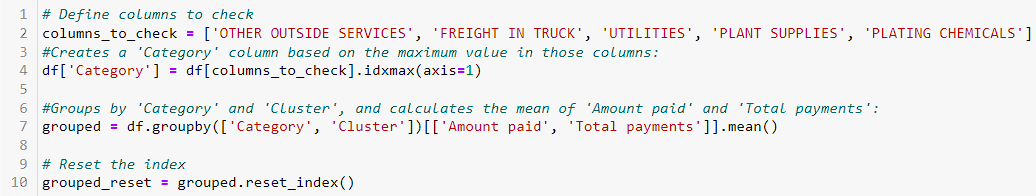 1 # Define columns to check
2 columns_to_check = ['OTHER OUTSIDE SERVICES', 'FREIGHT IN TRUCK', 'UTILITIES', 'PLANT SUPPLIES', 'PLATING CHEMICALS']
3 #Creates a 'Category' column based on the maximum value in those columns:
4 df['Category'] = df[columns_to_check].idxmax(axis=1)
5
6 #Groups by 'Category' and 'Cluster', and calculates the mean of 'Amount paid' and 'Total payments':
7 grouped = df.groupby(['Category', 'Cluster'])[['Amount paid', 'Total payments']].mean()
8
9 # Reset the index
10 grouped_reset = grouped.reset_index()